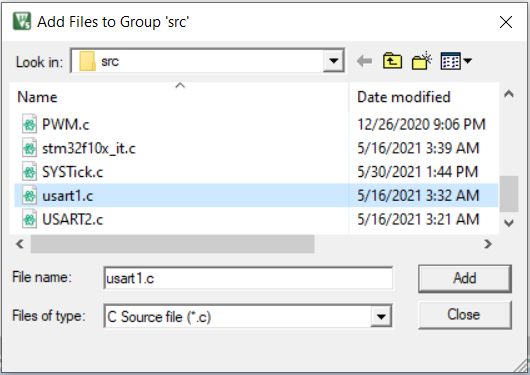 Add Files to Group 'src'
Look in: src
Name Date modified
PWM.c 12/26/2020 9:06 PM
stm32f10x_it.c 5/16/2021 3:39 AM
SYSTick.c 5/30/2021 1:44 PM
usart1.c 5/16/2021 3:32 AM
USART2.c 5/16/2021 3:21 AM
File name: usart1.c Add
Files of type: C Source file (*.c) Close